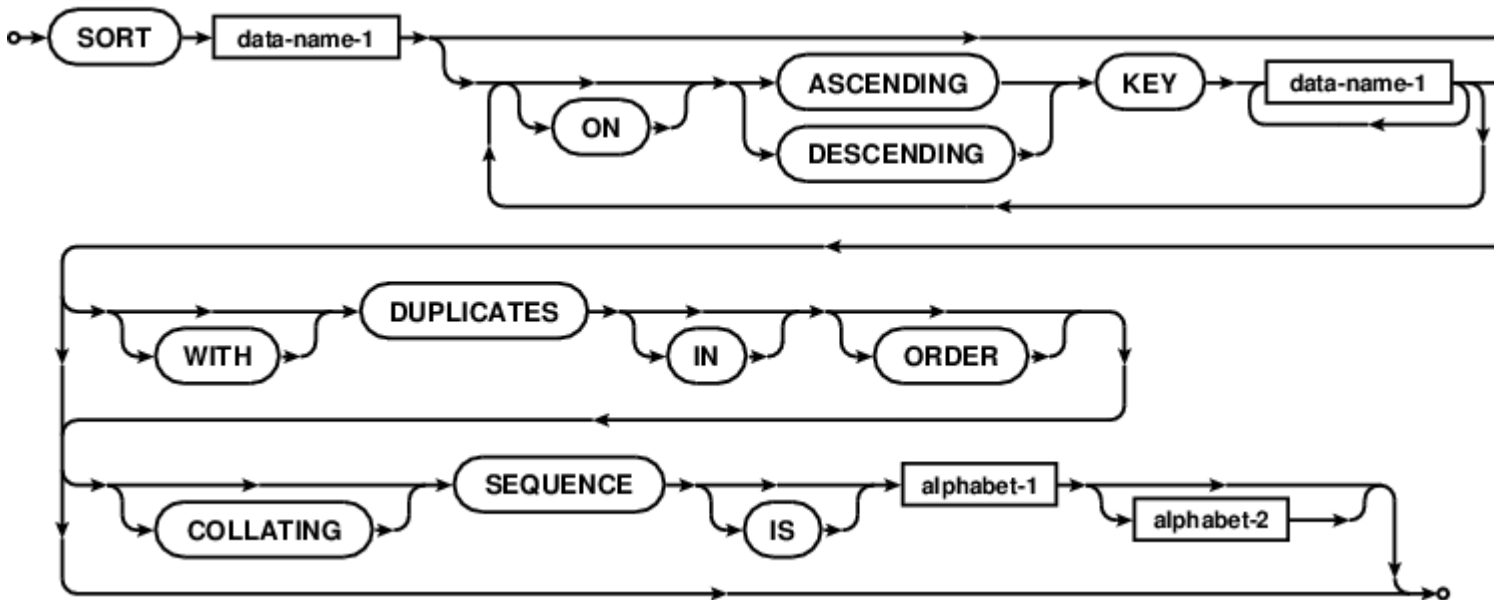 SORT data-name-1
ASCENDING KEY data-name-1
ON
DESCENDING
DUPLICATES
WITH IN ORDER
SEQUENCE alphabet-1
COLLATING IS alphabet-2